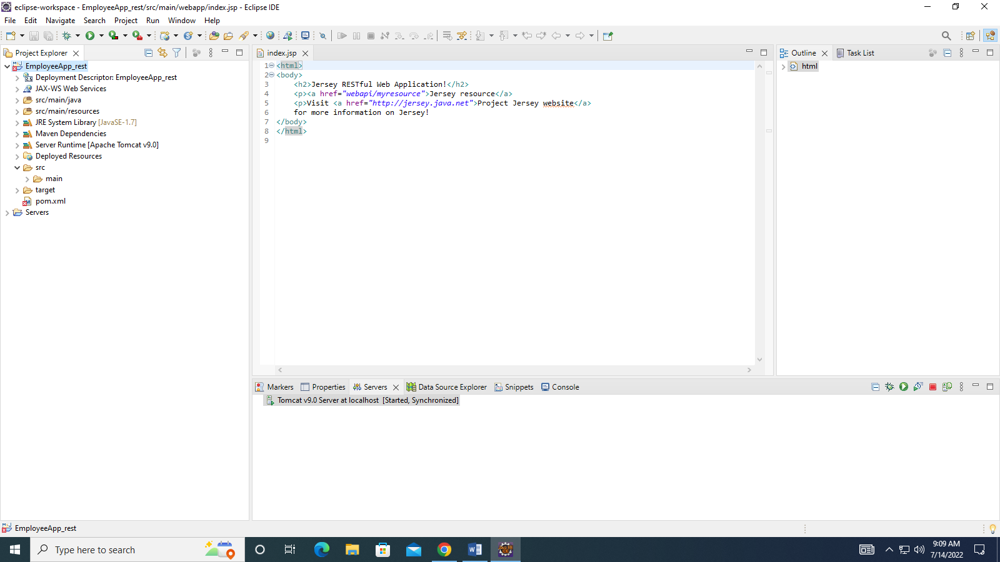 eclipse-workspace - EmployeeApp_rest/src/main/webapp/index.jsp - Eclipse IDE
File Edit Navigate Search Project Run Window Help
Project Explorer
EmployeeApp_rest
Deployment Descriptor: EmployeeApp_rest
JAX-WS Web Services
src/main/java
src/main/resources
JRE System Library [JavaSE-1.7]
Maven Dependencies
Server Runtime [Apache Tomcat v9.0]
Deployed Resources
src
main
target
pom.xml
Servers
index.jsp
1 <html>
2 <body>
3 <h2>Jersey RESTful Web Application!</h2>
4 <p><a href="webapi/myresource">Jersey resource</a>
5 <p>Visit <a href="http://jersey.java.net">Project Jersey website</a>
6 for more information on Jersey!
7 </body>
8 </html>
9
Outline Task List
html
Markers Properties Servers Data Source Explorer Snippets Console
Tomcat v9.0 Server at localhost [Started, Synchronized]
EmployeeApp_rest
Type here to search
9:09 AM
7/14/2022